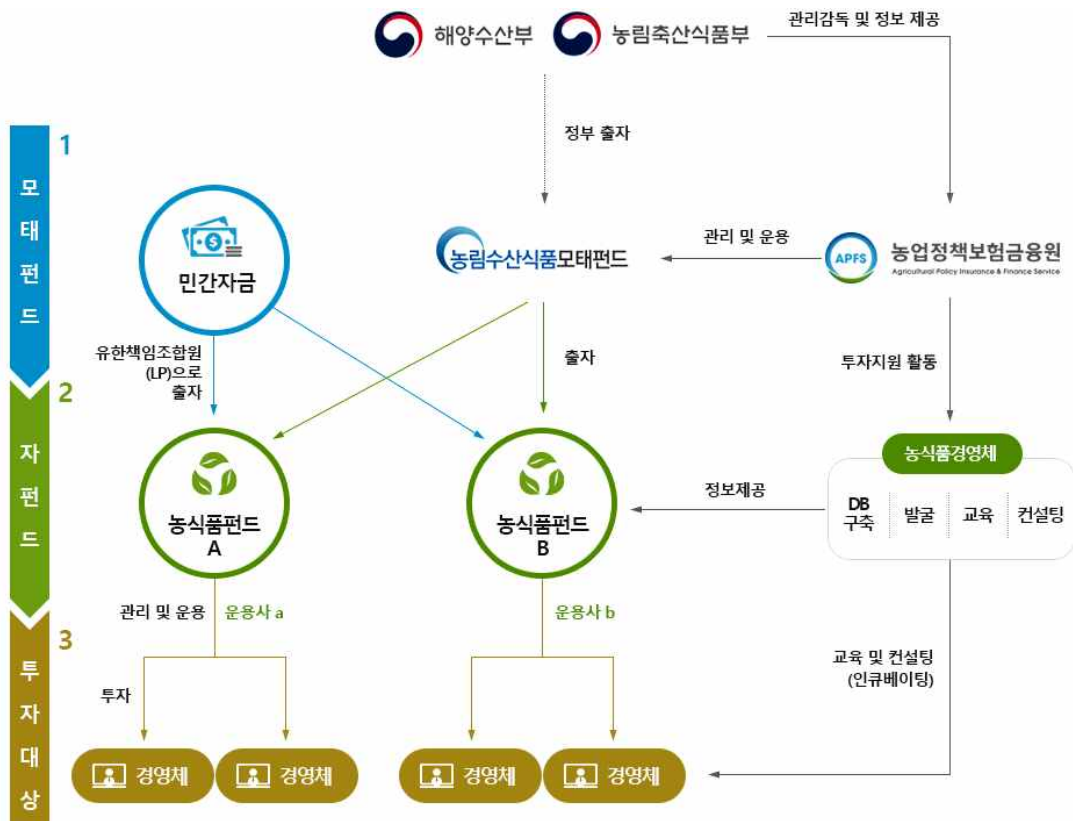 해양수산부
농림축산식품부
관리감독 및 정보 제공
정부 출자
1
모태펀드
민간자금
농림수산식품모태펀드
관리 및 운용
APFS
농업정책보험금융원
Agricultural Policy Insurance & Finance Service
유한책임조합원
(LP)으로
출자
출자
투자지원 활동
2
자펀드
농식품펀드
A
농식품펀드
B
정보제공
농식품경영체
DB
구축
발굴
교육
컨설팅
관리 및 운용
운용사 a
운용사 b
3
투자대상
투자
교육 및 컨설팅
(인큐베이팅)
경영체
경영체
경영체
경영체